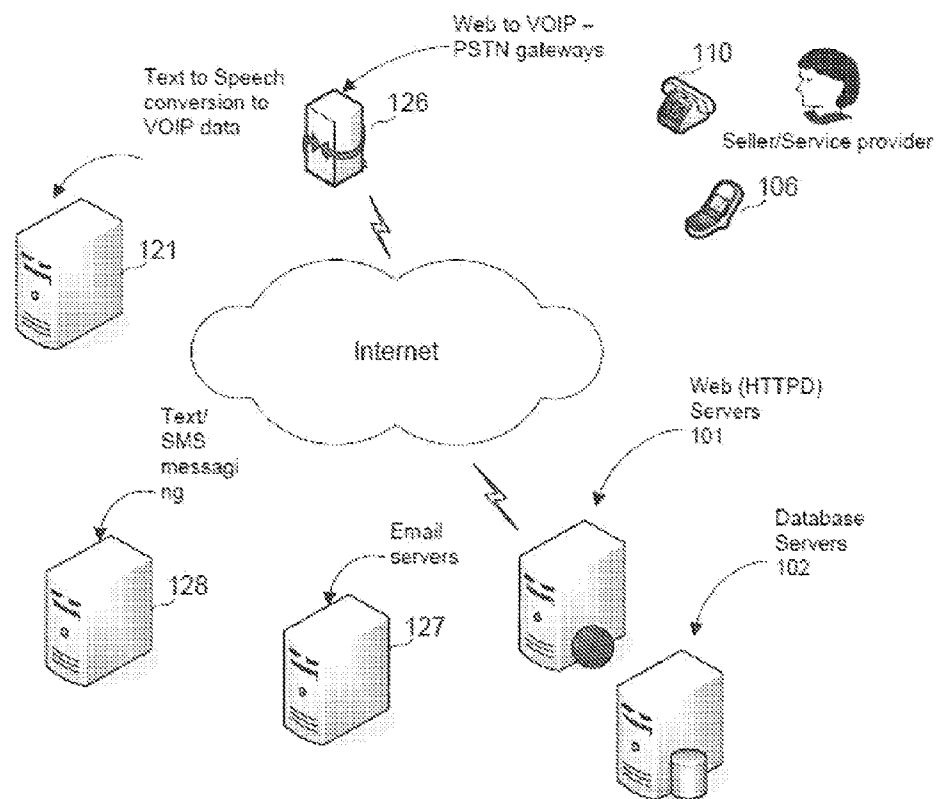 Web to VOIP –
PSTN gateways
110
Text to Speech
conversion to
VOIP data
126
Seller/Service provider
106
121
Internet
Web (HTTPD)
Servers
101
Text/
SMS
messagi
ng
Database
Servers
102
Email
servers
128
127